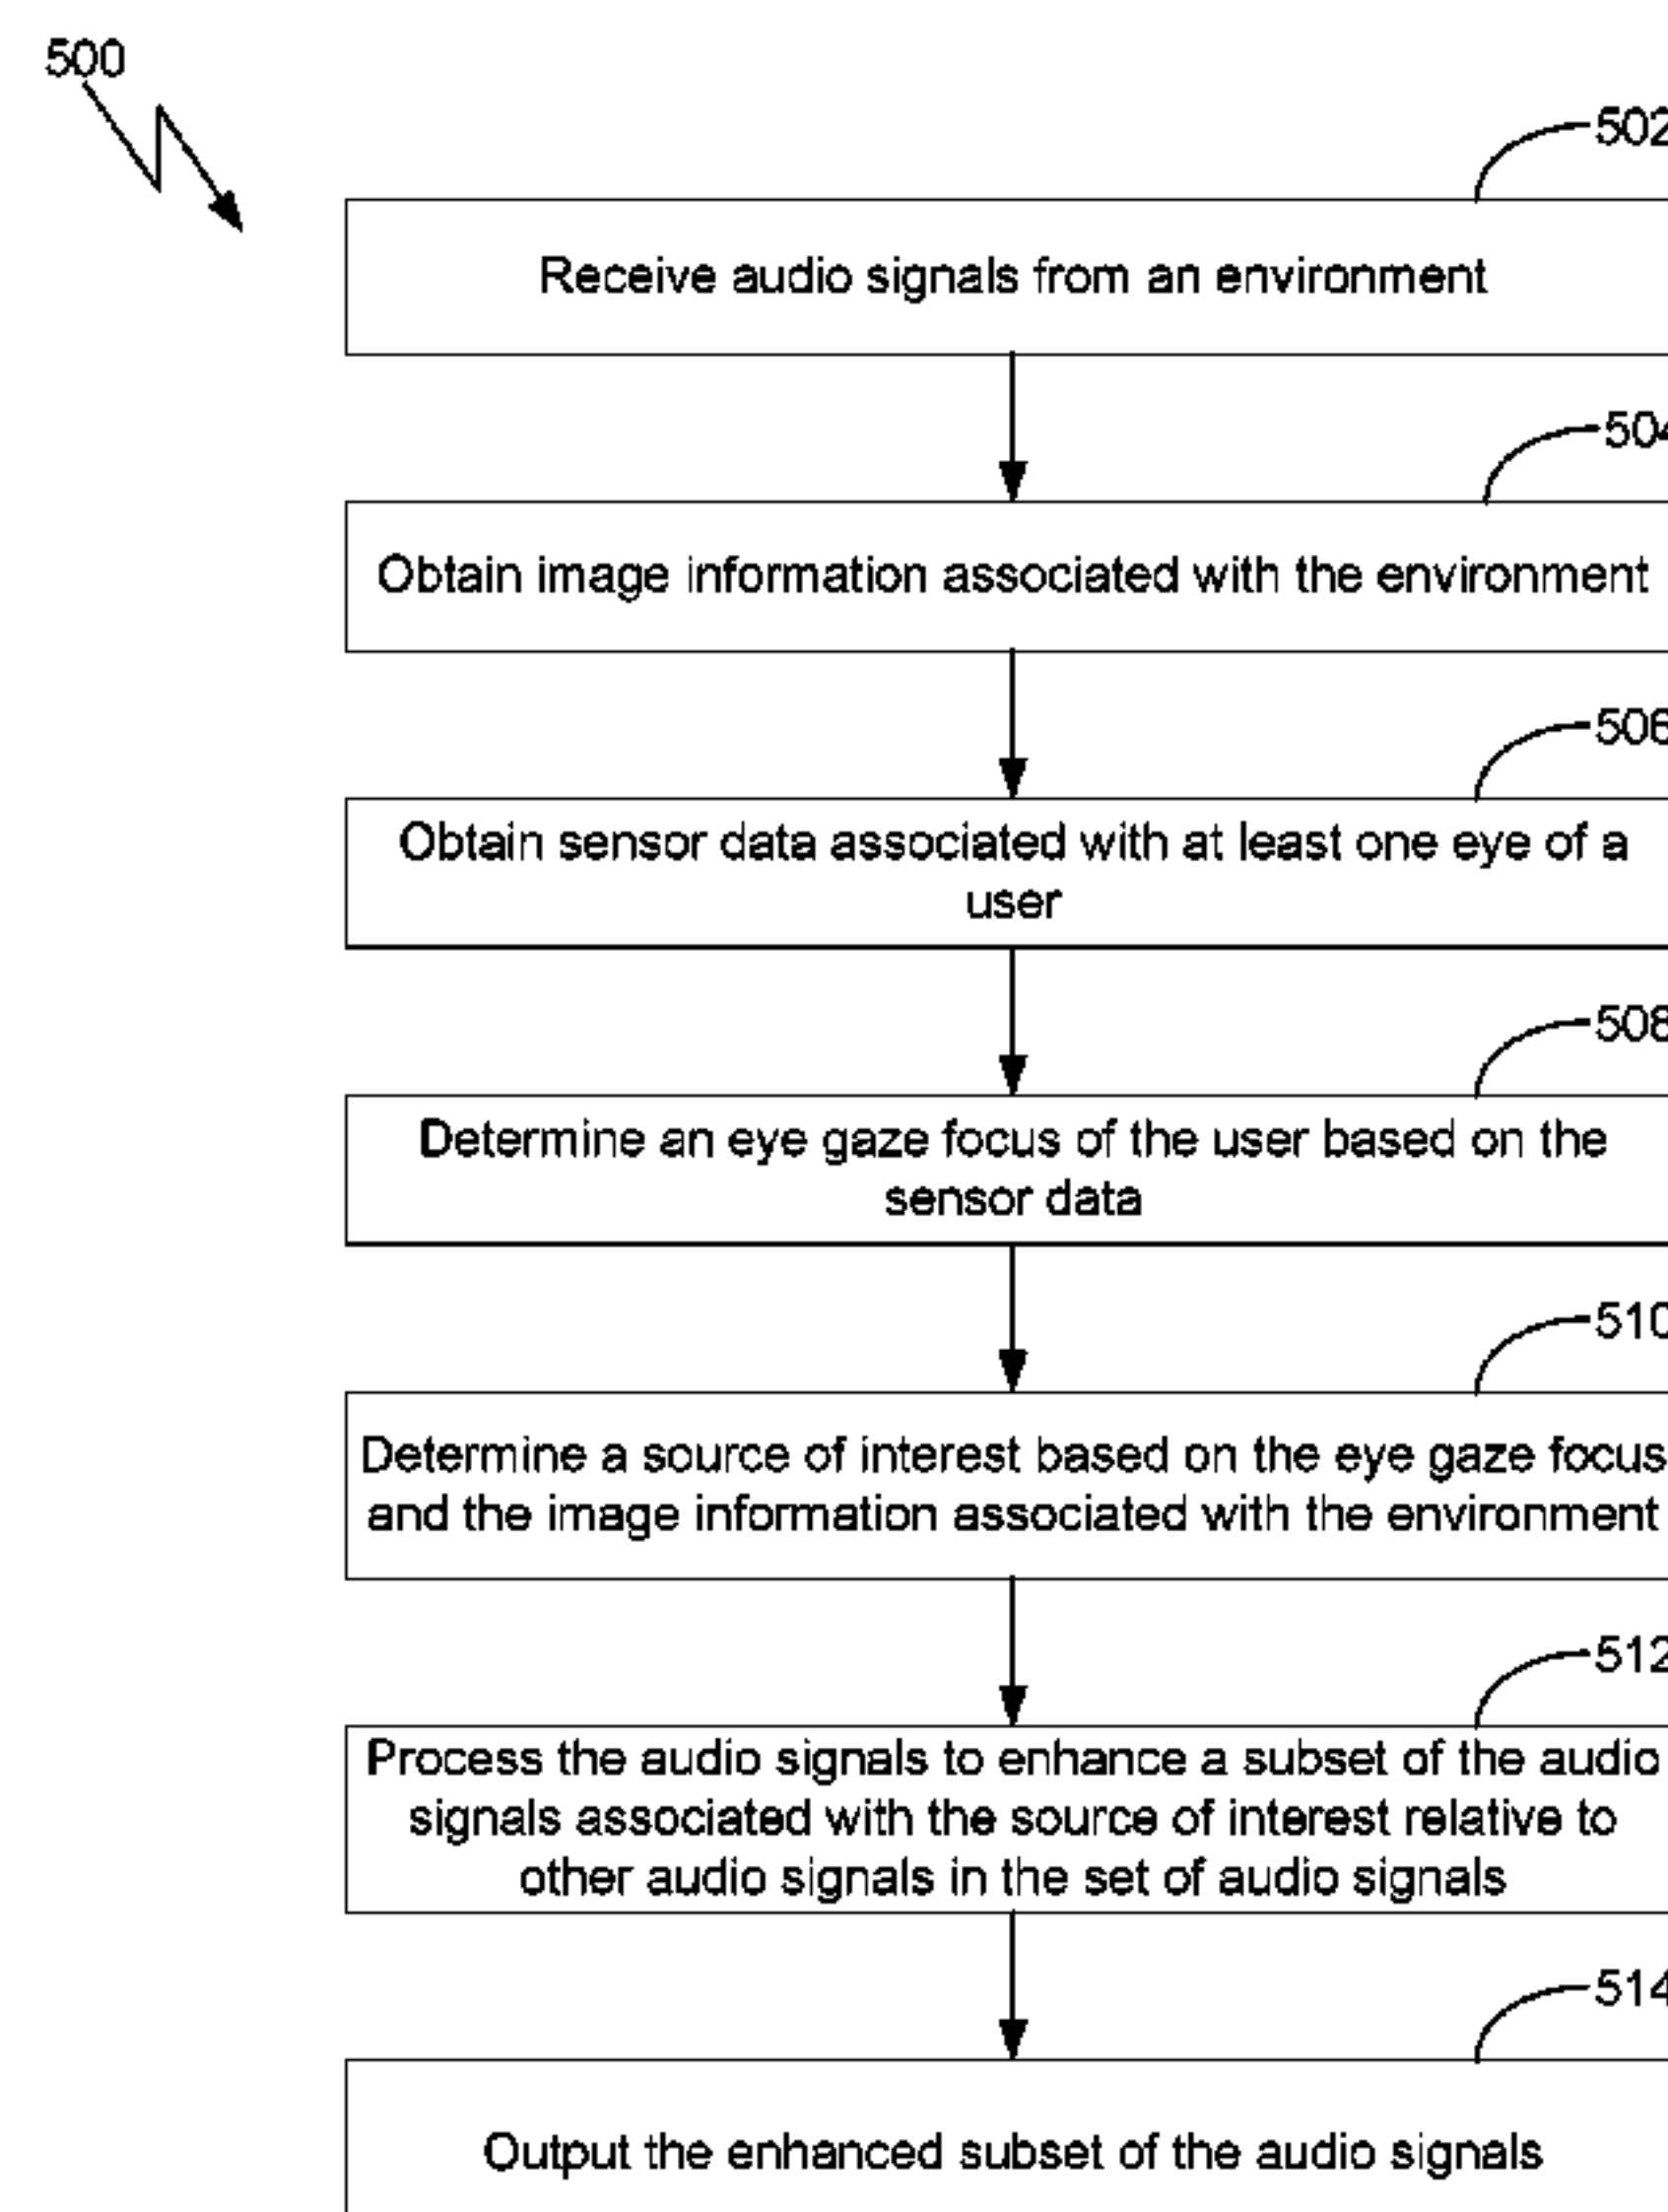 500
502
Receive audio signals from an environment
504
Obtain image information associated with the environment
506
Obtain sensor data associated with at least one eye of a
user
508
Determine an eye gaze focus of the user based on the
sensor data
510
Determine a source of interest based on the eye gaze focus
and the image information associated with the environment
512
Process the audio signals to enhance a subset of the audio
signals associated with the source of interest relative to
other audio signals in the set of audio signals
514
Output the enhanced subset of the audio signals